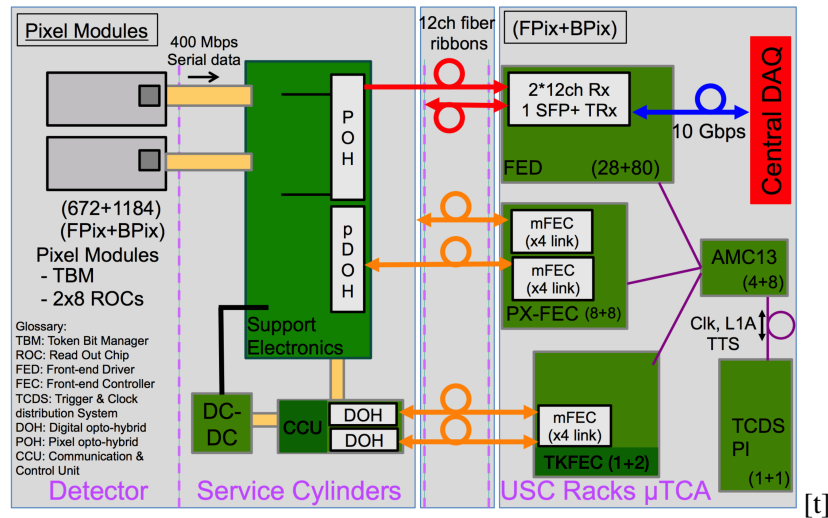 Pixel Modules
400 Mbps
Serial data
12ch fiber
ribbons
(FPix+BPix)
POH
2*12ch Rx
1 SFP+ TRx
FED
(28+80)
10 Gbps
Central DAQ
(672+1184)
(FPix+BPix)
Pixel Modules
- TBM
- 2x8 ROCs
pDOH
mFEC
(x4 link)
mFEC
(x4 link)
PX-FEC (8+8)
AMC13
(4+8)
Clk, L1A
TTS
Support
Electronics
Glossary:
TBM: Token Bit Manager
ROC: Read Out Chip
FED: Front-end Driver
FEC: Front-end Controller
TCDS: Trigger & Clock
distribution System
DOH: Digital opto-hybrid
POH: Pixel opto-hybrid
CCU: Communication &
Control Unit
DC-
DC
CCU
DOH
DOH
mFEC
(x4 link)
TKFEC (1+2)
TCDS
PI
(1+1)
Detector
Service Cylinders
USC Racks µTCA
[t]